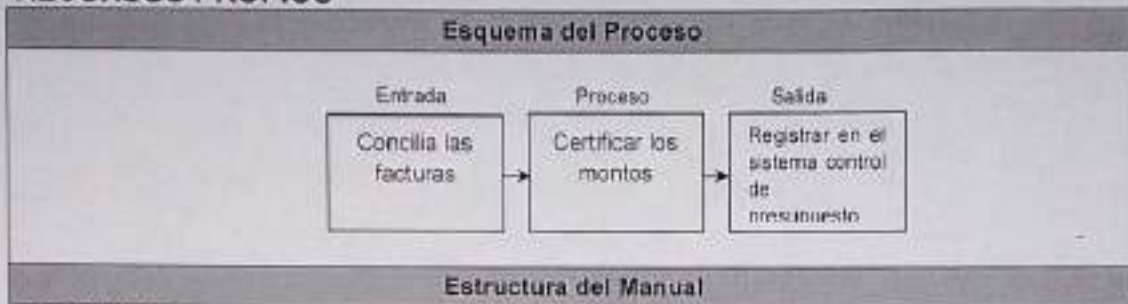 Esquema del Proceso
Entrada Proceso Salida
Concilia las
facturas
Certificar los
montos
Registrar en el
sistema control
de
presupuesto
Estructura del Manual